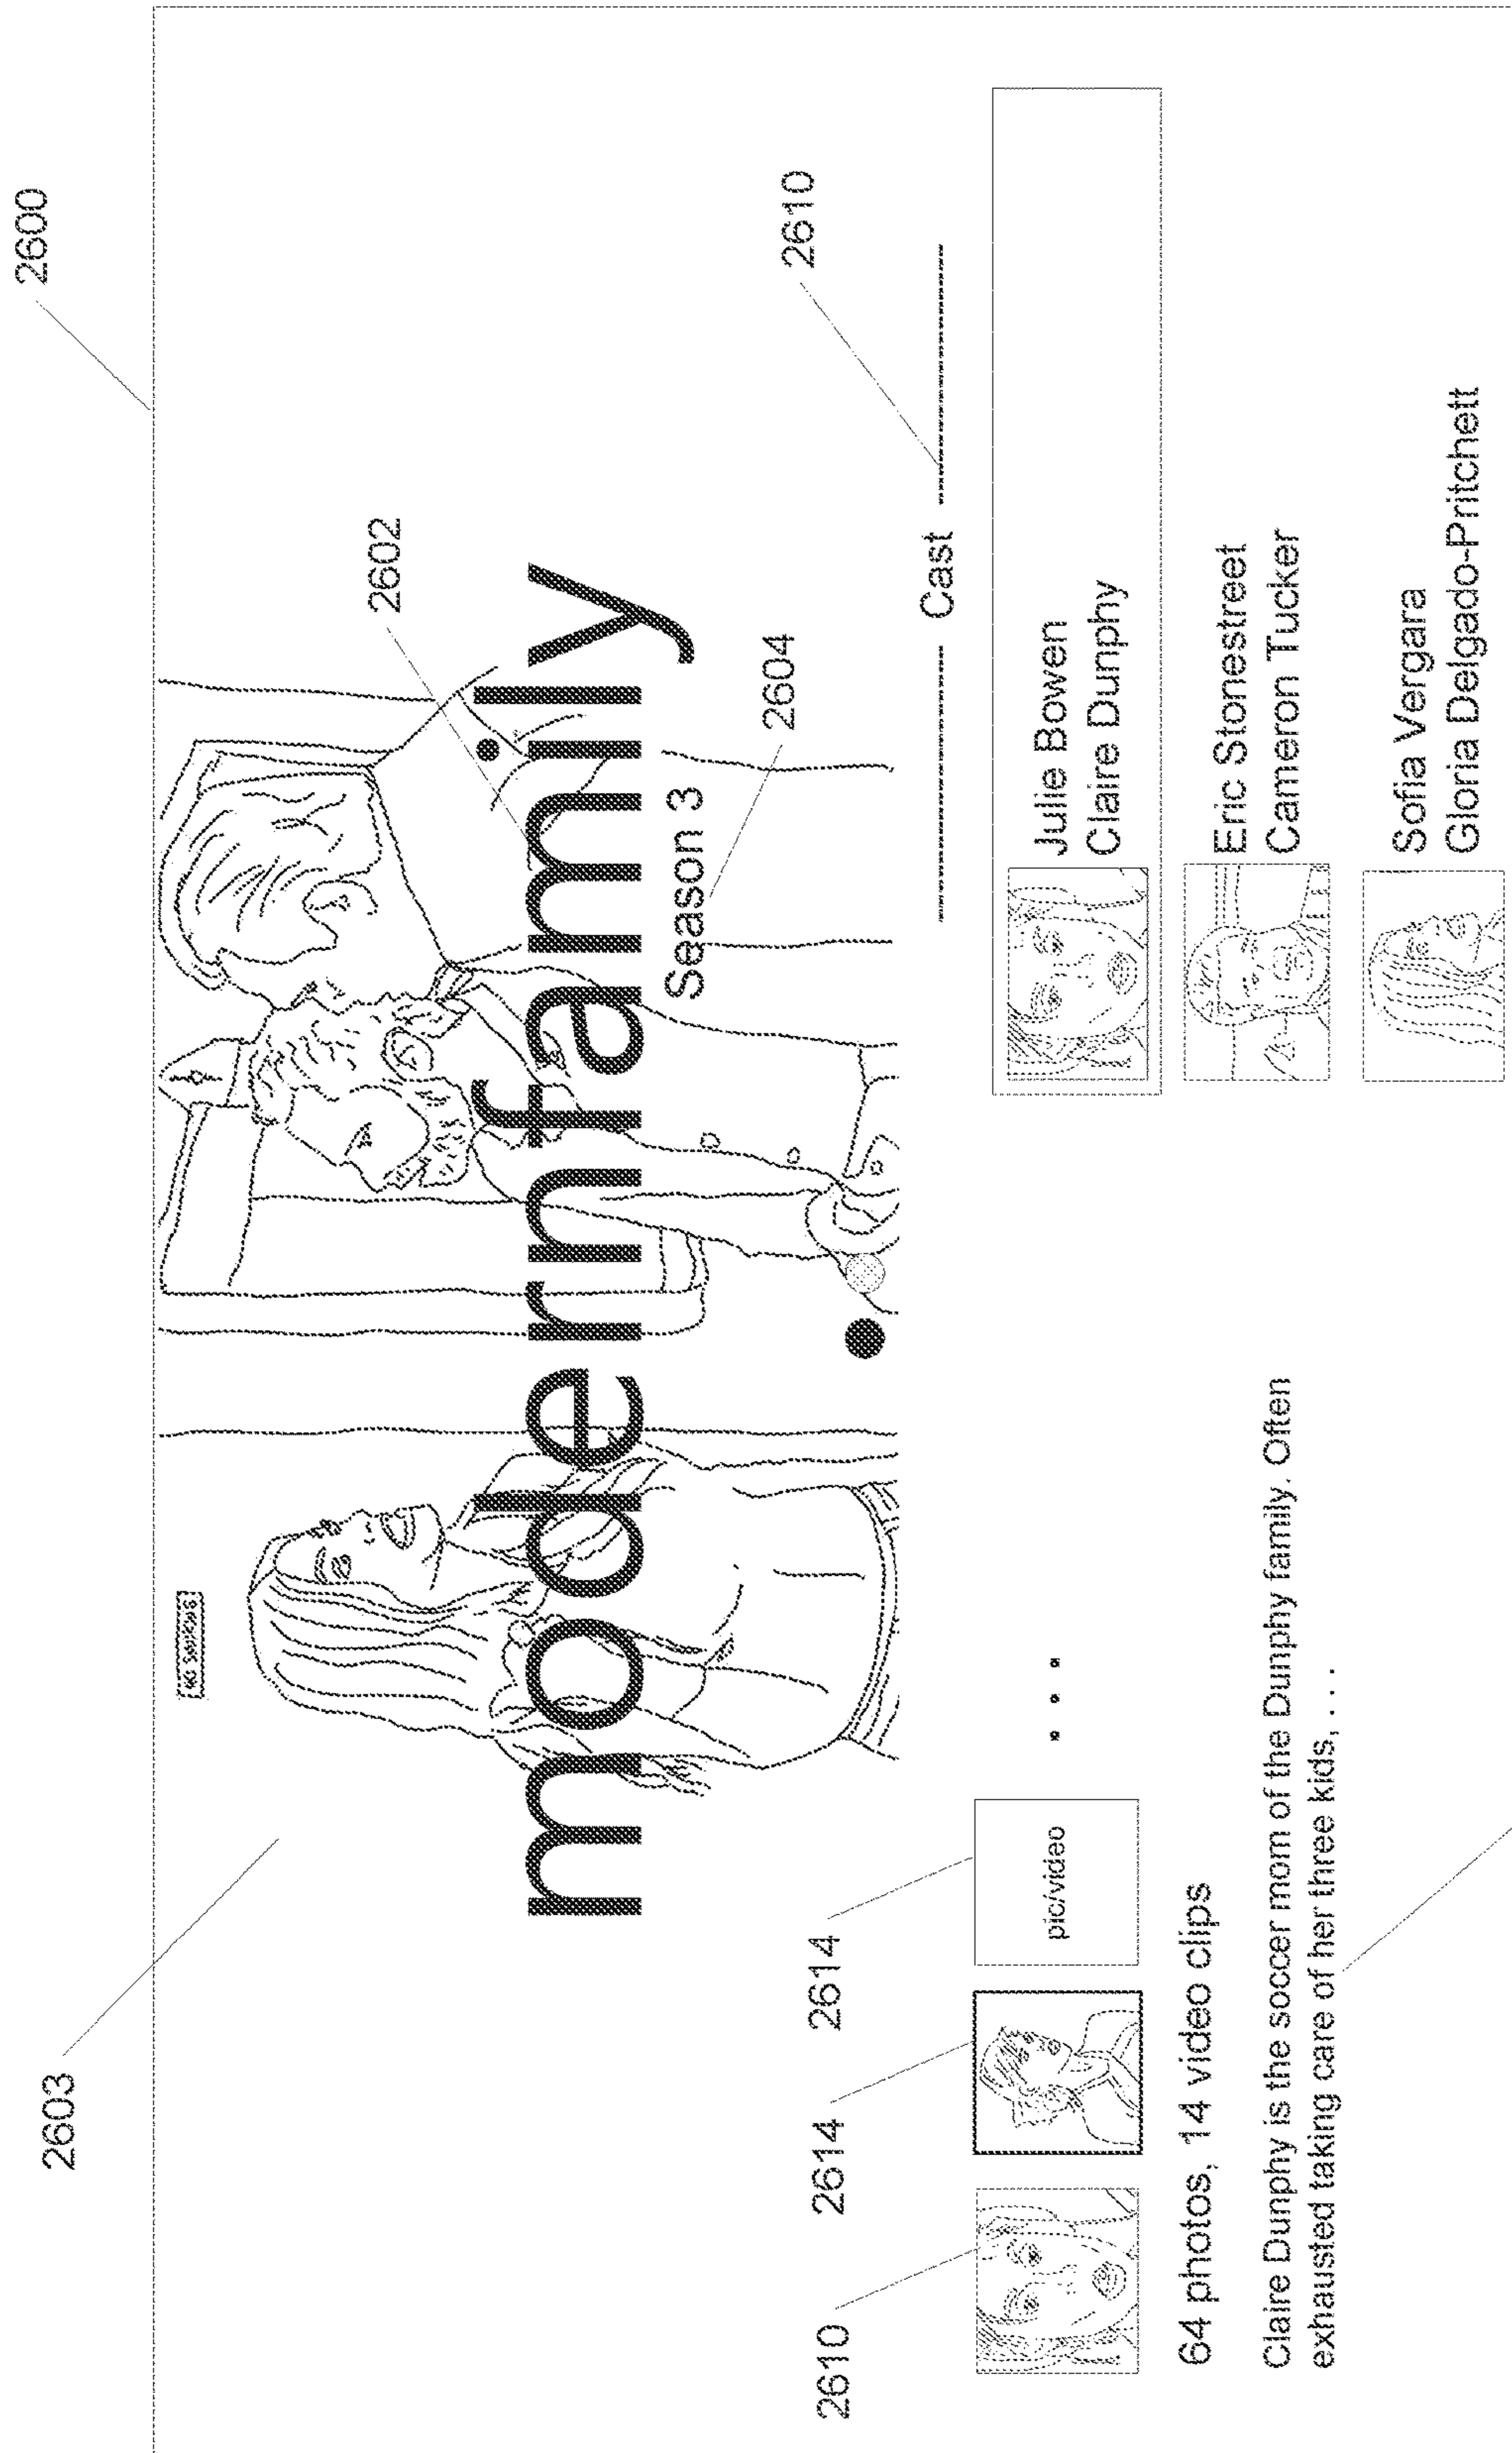 2600
2603
NO SMOKING
2602
modern family
Season 3
2604
2610
2614
2614
2610
Cast
pic/video
64 photos, 14 video clips
Claire Dunphy is the soccer mom of the Dunphy family. Often
exhausted taking care of her three kids, . . .
Julie Bowen
Claire Dunphy
Eric Stonestreet
Cameron Tucker
Sofia Vergara
Gloria Delgado-Pritchett